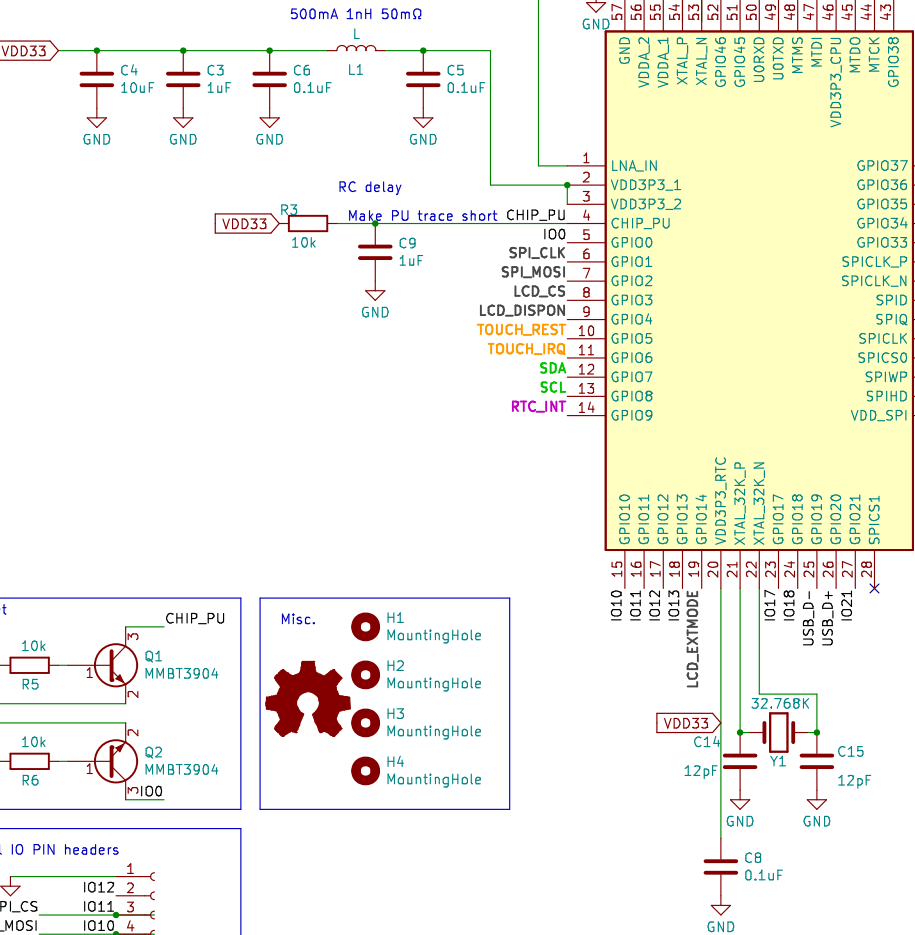 500mA 1nH 50mΩ
VDD33
L
L1
C4
10uF
C3
1uF
C6
0.1uF
C5
0.1uF
GND
GND
GND
GND
GND
57
56
55
54
53
52
51
50
49
48
47
46
45
44
43
GND
VDDA_2
VDDA_1
XTAL_P
XTAL_N
GPIO46
GPIO45
U0RXD
U0TXD
MTMS
MTDI
VDD3P3_CPU
MTDO
MTCK
GPIO38
RC delay
Make PU trace short
VDD33
R3
10k
C9
1uF
GND
1 LNA_IN
2 VDD3P3_1
3 VDD3P3_2
CHIP_PU 4 CHIP_PU
IO0 5 GPIO0
SPI_CLK 6 GPIO1
SPI_MOSI 7 GPIO2
LCD_CS 8 GPIO3
LCD_DISPON 9 GPIO4
TOUCH_REST 10 GPIO5
TOUCH_IRQ 11 GPIO6
SDA 12 GPIO7
SCL 13 GPIO8
RTC_INT 14 GPIO9
GPIO37
GPIO36
GPIO35
GPIO34
GPIO33
SPICLK_P
SPICLK_N
SPID
SPIQ
SPICLK
SPICS0
SPIWP
SPIHD
VDD_SPI
GPIO10
GPIO11
GPIO12
GPIO13
GPIO14
VDD3P3_RTC
XTAL_32K_P
XTAL_32K_N
GPIO17
GPIO18
GPIO19
GPIO20
GPIO21
SPICS1
15
16
17
18
19
20
21
22
23
24
25
26
27
28
IO10
IO11
IO12
IO13
LCD_EXTMODE
IO17
IO18
USB_D-
USB_D+
IO21
VDD33
32.768K
Y1
C14
12pF
C15
12pF
GND
GND
C8
0.1uF
GND
CHIP_PU
10k
R5
1
3
2
Q1
MMBT3904
10k
R6
1
2
3
Q2
MMBT3904
IO0
Misc.
H1
MountingHole
H2
MountingHole
H3
MountingHole
H4
MountingHole
IO PIN headers
1
IO12 2
PI_CS IO11 3
_MOSI IO10 4